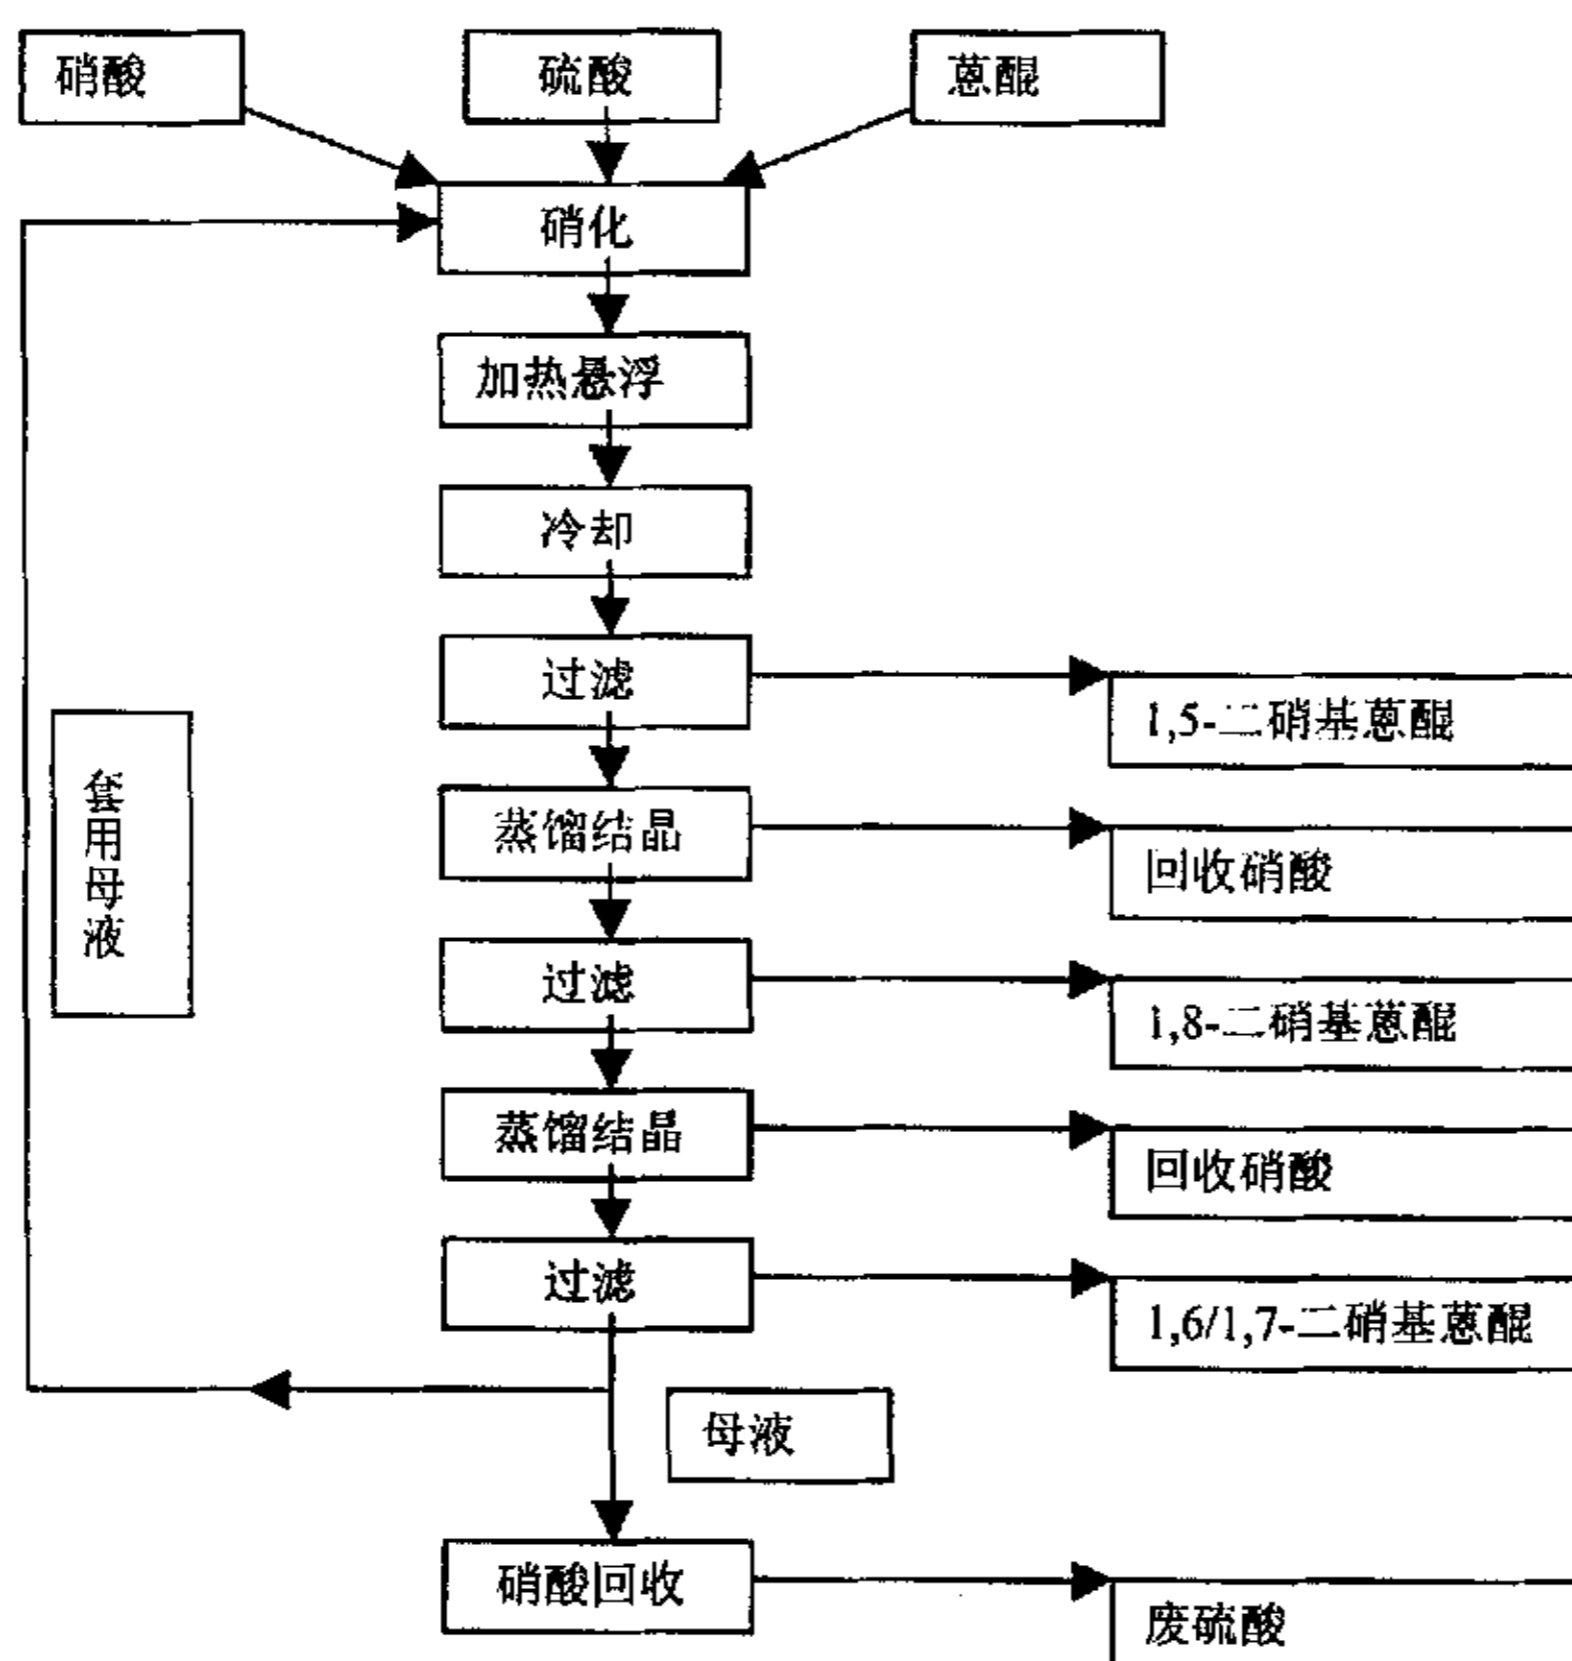 硝酸
硫酸
蒽醌
硝化
加热悬浮
冷却
过滤
1,5-二硝基蒽醌
蒸馏结晶
回收硝酸
套用母液
过滤
1,8-二硝基蒽醌
蒸馏结晶
回收硝酸
过滤
1,6/1,7-二硝基蒽醌
母液
硝酸回收
废硫酸